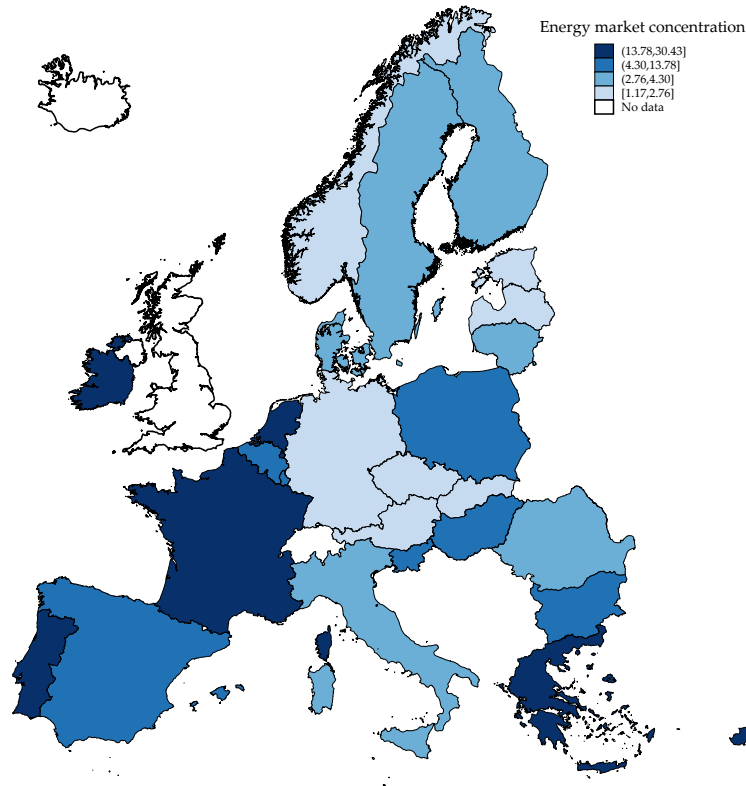 Energy market concentration
(13.78,30.43]
(4.30,13.78]
(2.76,4.30]
[1.17,2.76]
No data